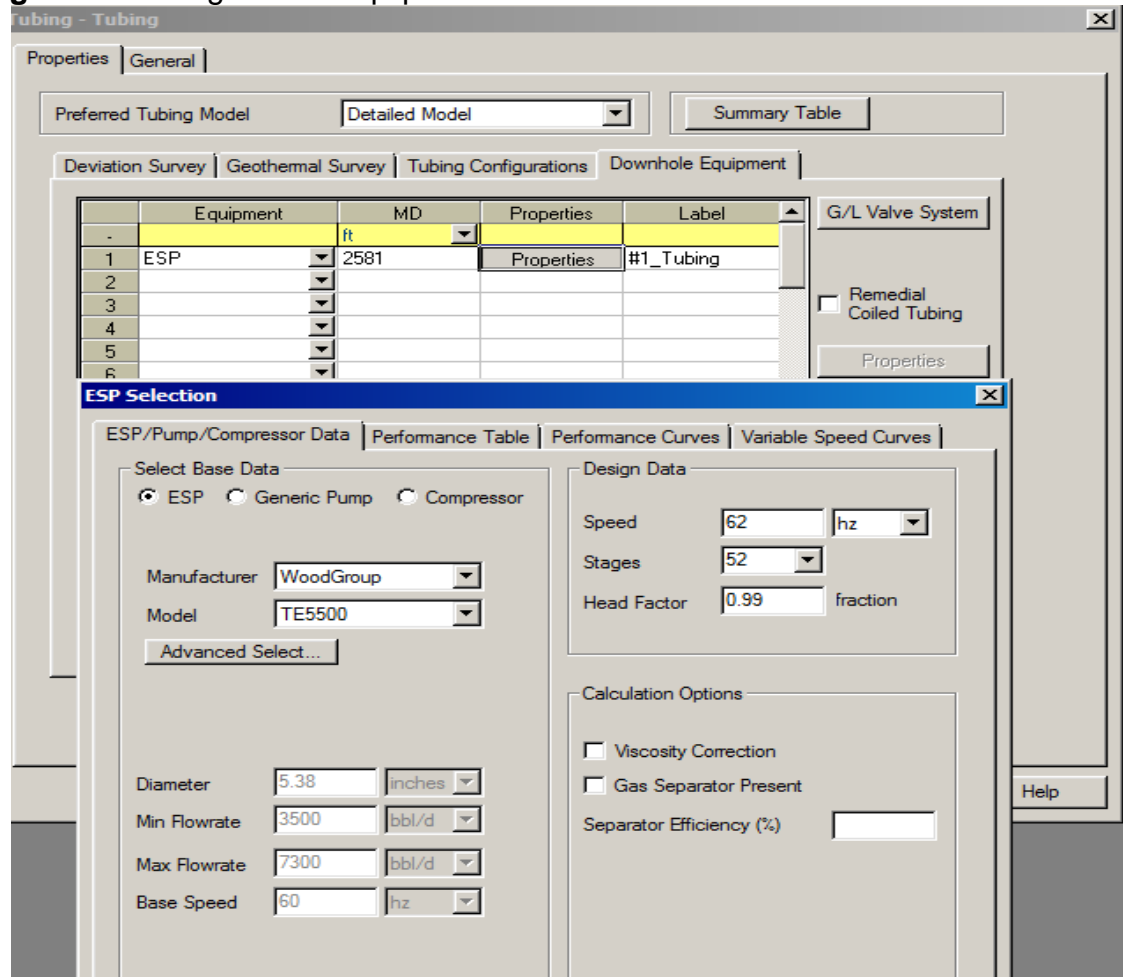 Tubing - Tubing
Properties General
Preferred Tubing Model Detailed Model Summary Table
Deviation Survey Geothermal Survey Tubing Configurations Downhole Equipment
Equipment MD Properties Label G/L Valve System
- ft
1 ESP 2581 Properties #1_Tubing
2
3 Remedial
4 Coiled Tubing
5
6 Properties
ESP Selection
ESP/Pump/Compressor Data Performance Table Performance Curves Variable Speed Curves
Select Base Data Design Data
ESP Generic Pump Compressor
Speed 62 hz
Stages 52
Manufacturer WoodGroup
Head Factor 0.99 fraction
Model TE5500
Advanced Select...
Calculation Options
Viscosity Correction
Diameter 5.38 inches Gas Separator Present Help
Min Flowrate 3500 bbl/d Separator Efficiency (%)
Max Flowrate 7300 bbl/d
Base Speed 60 hz